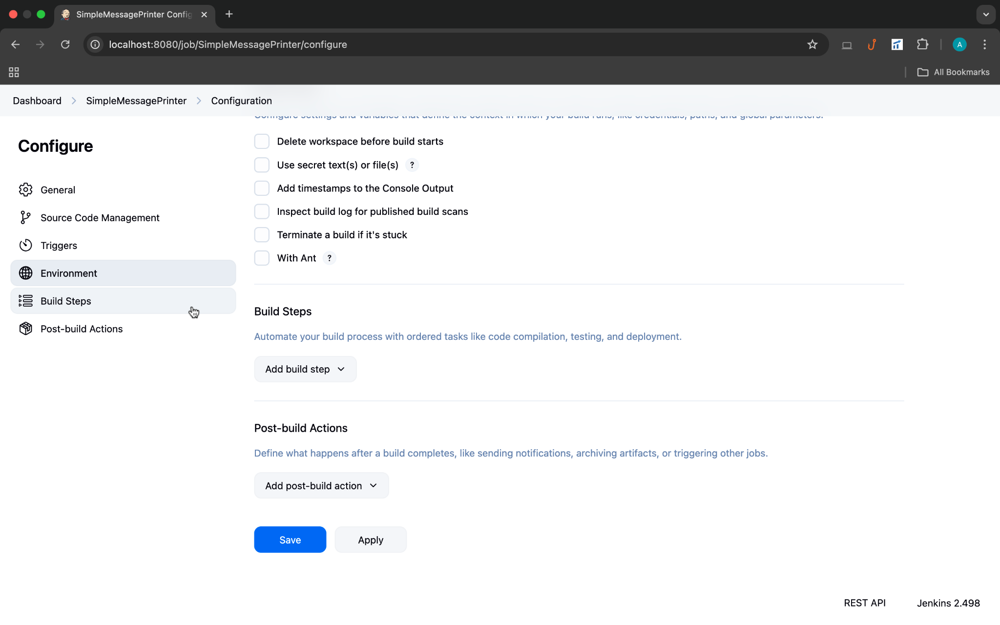 SimpleMessagePrinter Config
localhost:8080/job/SimpleMessagePrinter/configure
A
All Bookmarks
Dashboard
SimpleMessagePrinter
Configuration
Configure settings and variables that define the context in which your build runs, like credentials, paths, and global parameters.
Configure
General
Source Code Management
Triggers
Environment
Build Steps
Post-build Actions
Delete workspace before build starts
Use secret text(s) or file(s) ?
Add timestamps to the Console Output
Inspect build log for published build scans
Terminate a build if it's stuck
With Ant ?
Build Steps
Automate your build process with ordered tasks like code compilation, testing, and deployment.
Add build step
Post-build Actions
Define what happens after a build completes, like sending notifications, archiving artifacts, or triggering other jobs.
Add post-build action
Save
Apply
REST API
Jenkins 2.498